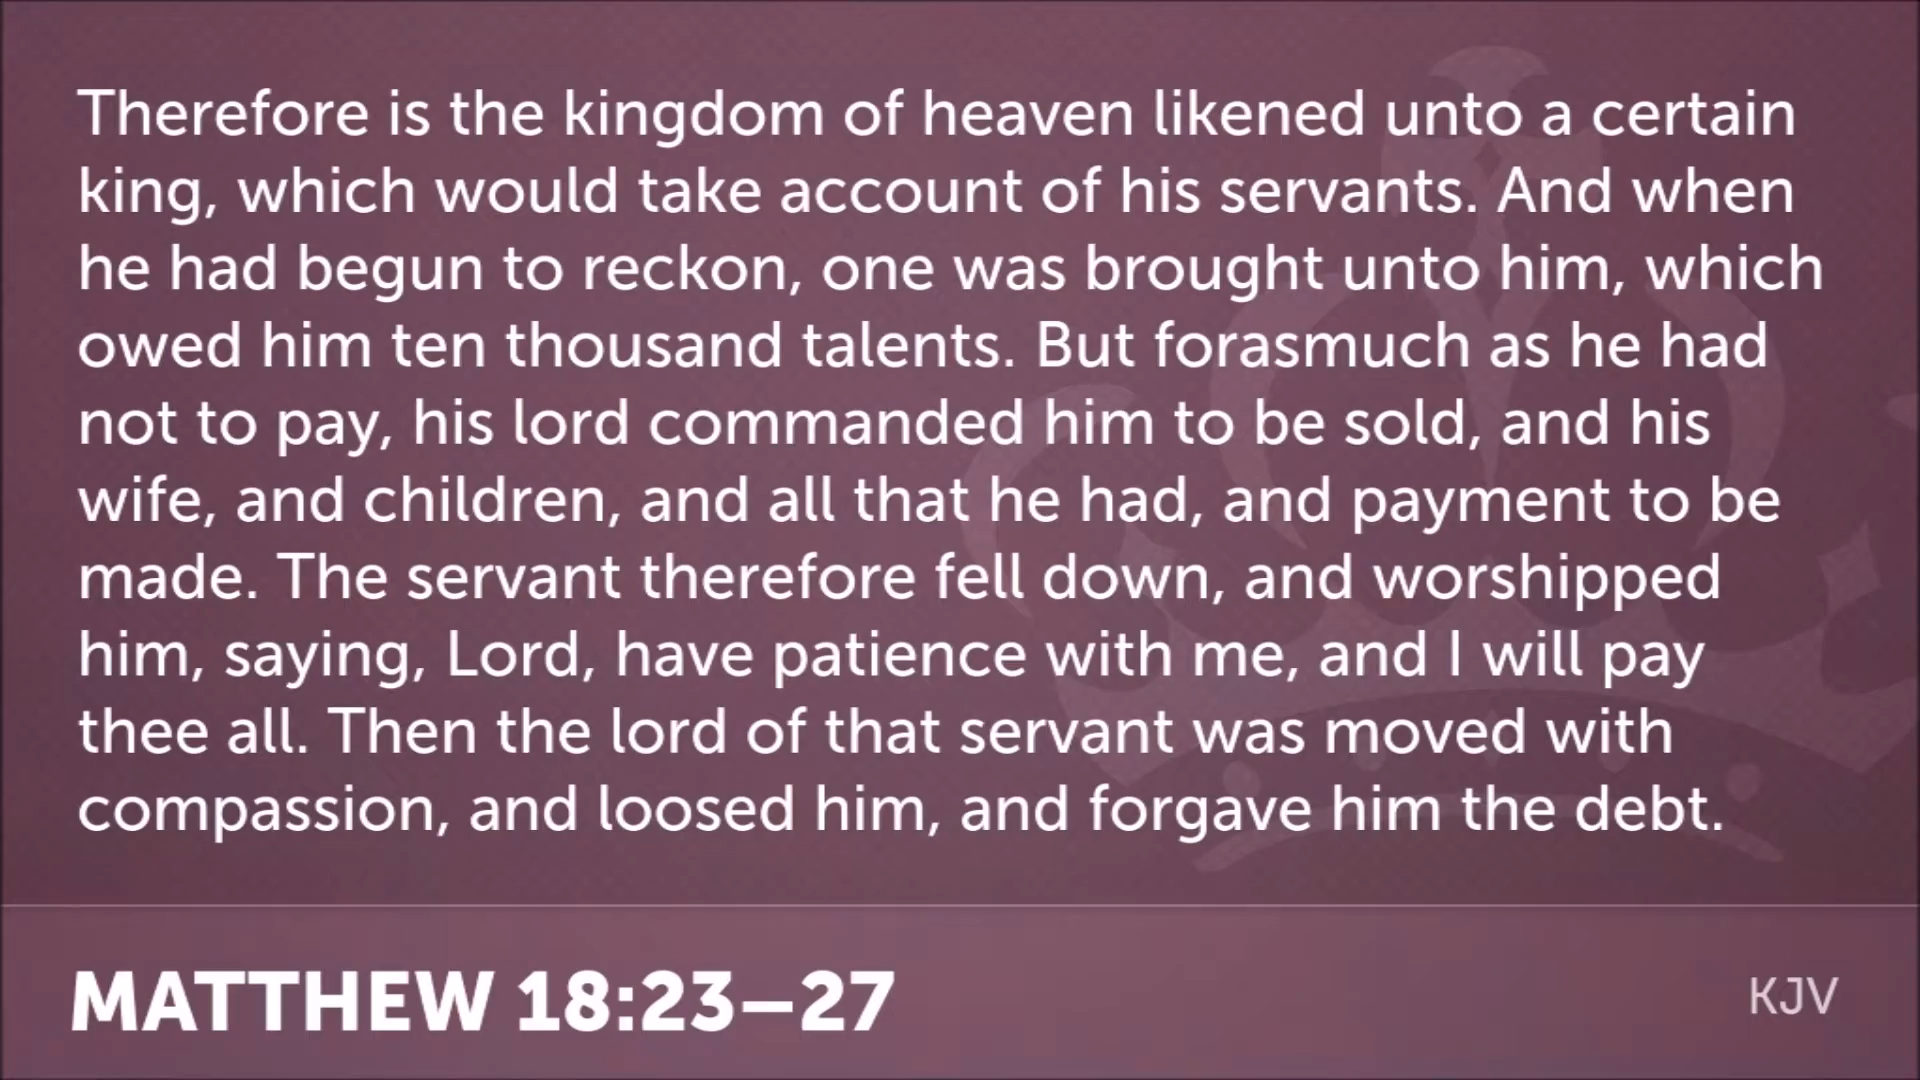 Therefore is the kingdom of heaven likened unto a certain
king, which would take account of his servants. And when
he had begun to reckon, one was brought unto him, which
owed him ten thousand talents. But forasmuch as he had
not to pay, his lord commanded him to be sold, and his
wife, and children, and all that he had, and payment to be
made. The servant therefore fell down, and worshipped
him, saying, Lord, have patience with me, and I will pay
thee all. Then the lord of that servant was moved with
compassion, and loosed him, and forgave him the debt.
MATTHEW 18:23–27
KJV